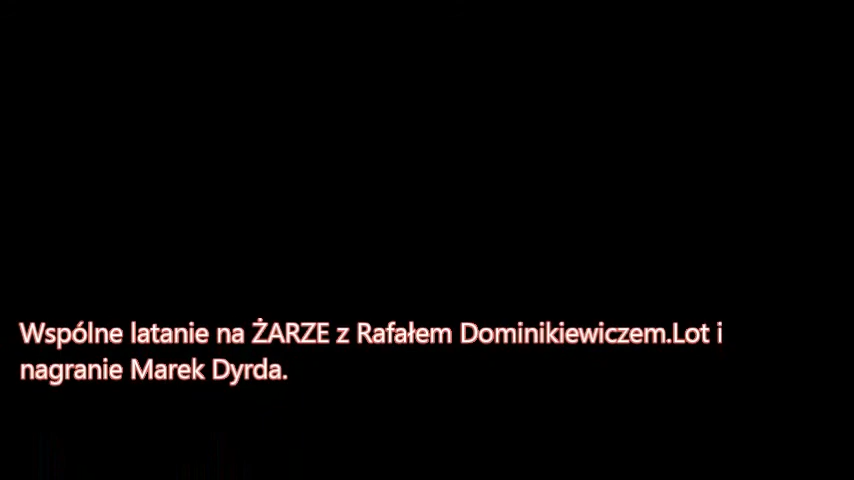 Wspólne latanie na ŻARZE z Rafałem Dominikiewiczem.Lot i
nagranie Marek Dyrda.